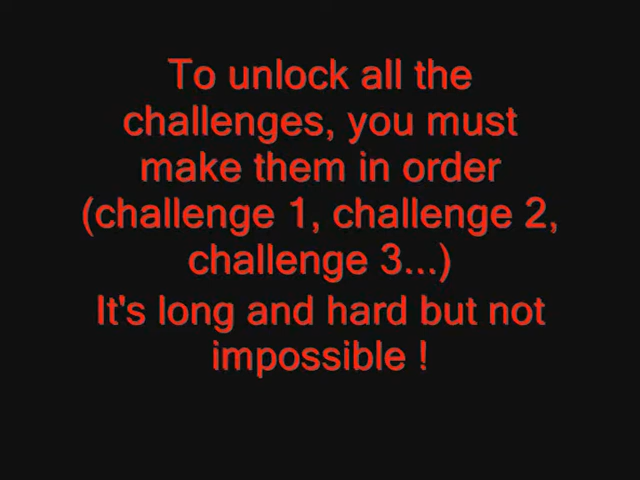 To unlock all the
challenges, you must
make them in order
(challenge 1, challenge 2,
challenge 3...)
It's long and hard but not
impossible !